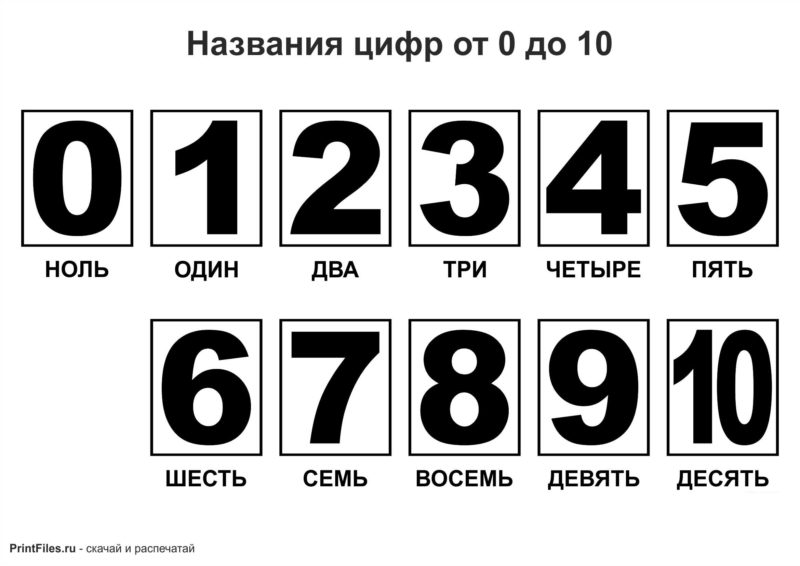 Названия цифр от 0 до 10
0 1 2 3 4 5
НОЛЬ ОДИН ДВА ТРИ ЧЕТЫРЕ ПЯТЬ
6 7 8 9 10
ШЕСТЬ СЕМЬ ВОСЕМЬ ДЕВЯТЬ ДЕСЯТЬ
PrintFiles.ru - скачай и распечатай